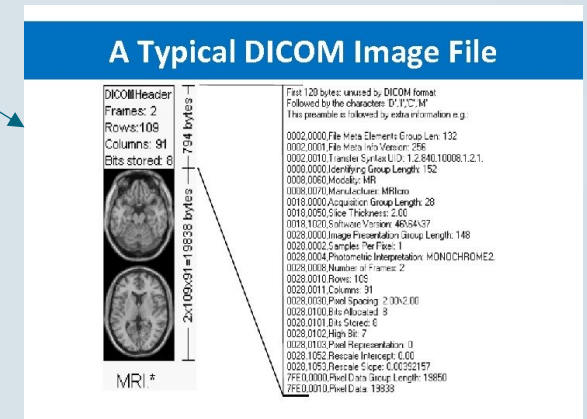 A Typical DICOM Image File
DICOMHeader
Frames: 2
Rows:109
Columns: 91
Bits stored: 8
794 bytes
2x109x91=19838 bytes
MRI.*
First 128 bytes: unused by DICOM format
Followed by the characters 'D','I','C','M'
This preamble is followed by extra information e.g.:
0002,0000,File Meta Elements Group Len: 132
0002,0001,File Meta Info Version: 256
0002,0010,Transfer Syntax UID: 1.2.840.10008.1.2.1.
0008,0000,Identifying Group Length: 152
0008,0060,Modality: MR
0008,0070,Manufacturer: MRIcro
0018,0000,Acquisition Group Length: 28
0018,0050,Slice Thickness: 2.00
0018,1020,Software Version: 46\64\37
0028,0000,Image Presentation Group Length: 148
0028,0002,Samples Per Pixel: 1
0028,0004,Photometric Interpretation: MONOCHROME2.
0028,0008,Number of Frames: 2
0028,0010,Rows: 109
0028,0011,Columns: 91
0028,0030,Pixel Spacing: 2.00\2.00
0028,0100,Bits Allocated: 8
0028,0101,Bits Stored: 8
0028,0102,High Bit: 7
0028,0103,Pixel Representation: 0
0028,1052,Rescale Intercept: 0.00
0028,1053,Rescale Slope: 0.00392157
7FE0,0000,Pixel Data Group Length: 19850
7FE0,0010,Pixel Data: 19838